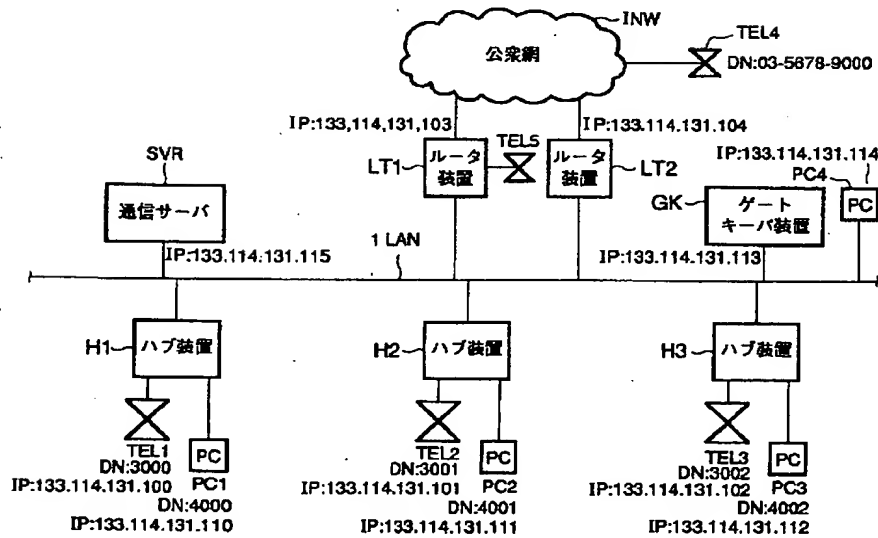 INW
TEL4
公衆網
DN:03-5678-9000
IP:133,114,131,103
IP:133.114.131.104
SVR
TEL5
LT1
ルータ
装置
ルータ
装置
LT2
IP:133.114.131.114
PC4
PC
通信サーバ
GK
ゲート
キーパ装置
IP:133.114.131.115
1 LAN
IP:133.114.131.113
H1
ハブ装置
H2
ハブ装置
H3
ハブ装置
TEL1
DN:3000
IP:133.114.131.100
PC
PC1
DN:4000
IP:133.114.131.110
TEL2
DN:3001
IP:133.114.131.101
PC
PC2
DN:4001
IP:133.114.131.111
TEL3
DN:3002
IP:133.114.131.102
PC
PC3
DN:4002
IP:133.114.131.112